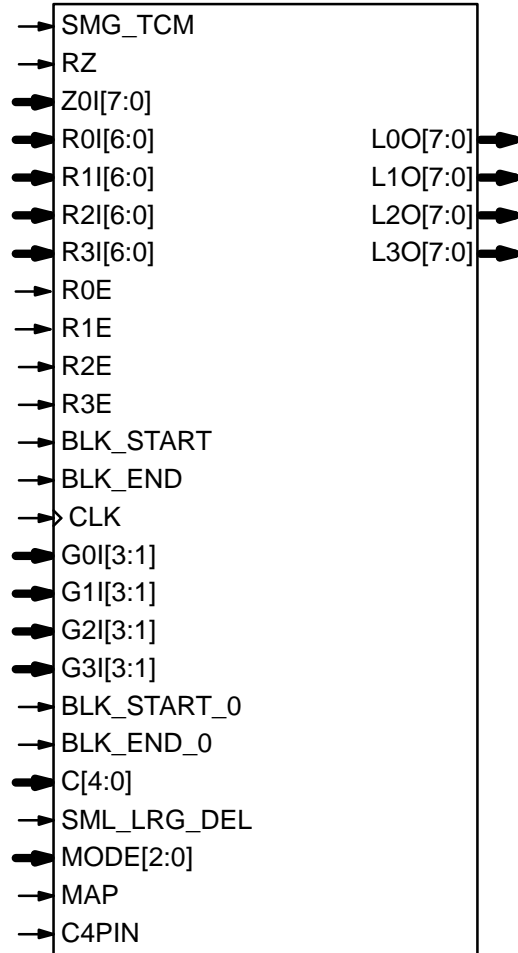 SMG_TCM
RZ
Z0I[7:0]
R0I[6:0] L0O[7:0]
R1I[6:0] L1O[7:0]
R2I[6:0] L2O[7:0]
R3I[6:0] L3O[7:0]
R0E
R1E
R2E
R3E
BLK_START
BLK_END
CLK
G0I[3:1]
G1I[3:1]
G2I[3:1]
G3I[3:1]
BLK_START_0
BLK_END_0
C[4:0]
SML_LRG_DEL
MODE[2:0]
MAP
C4PIN